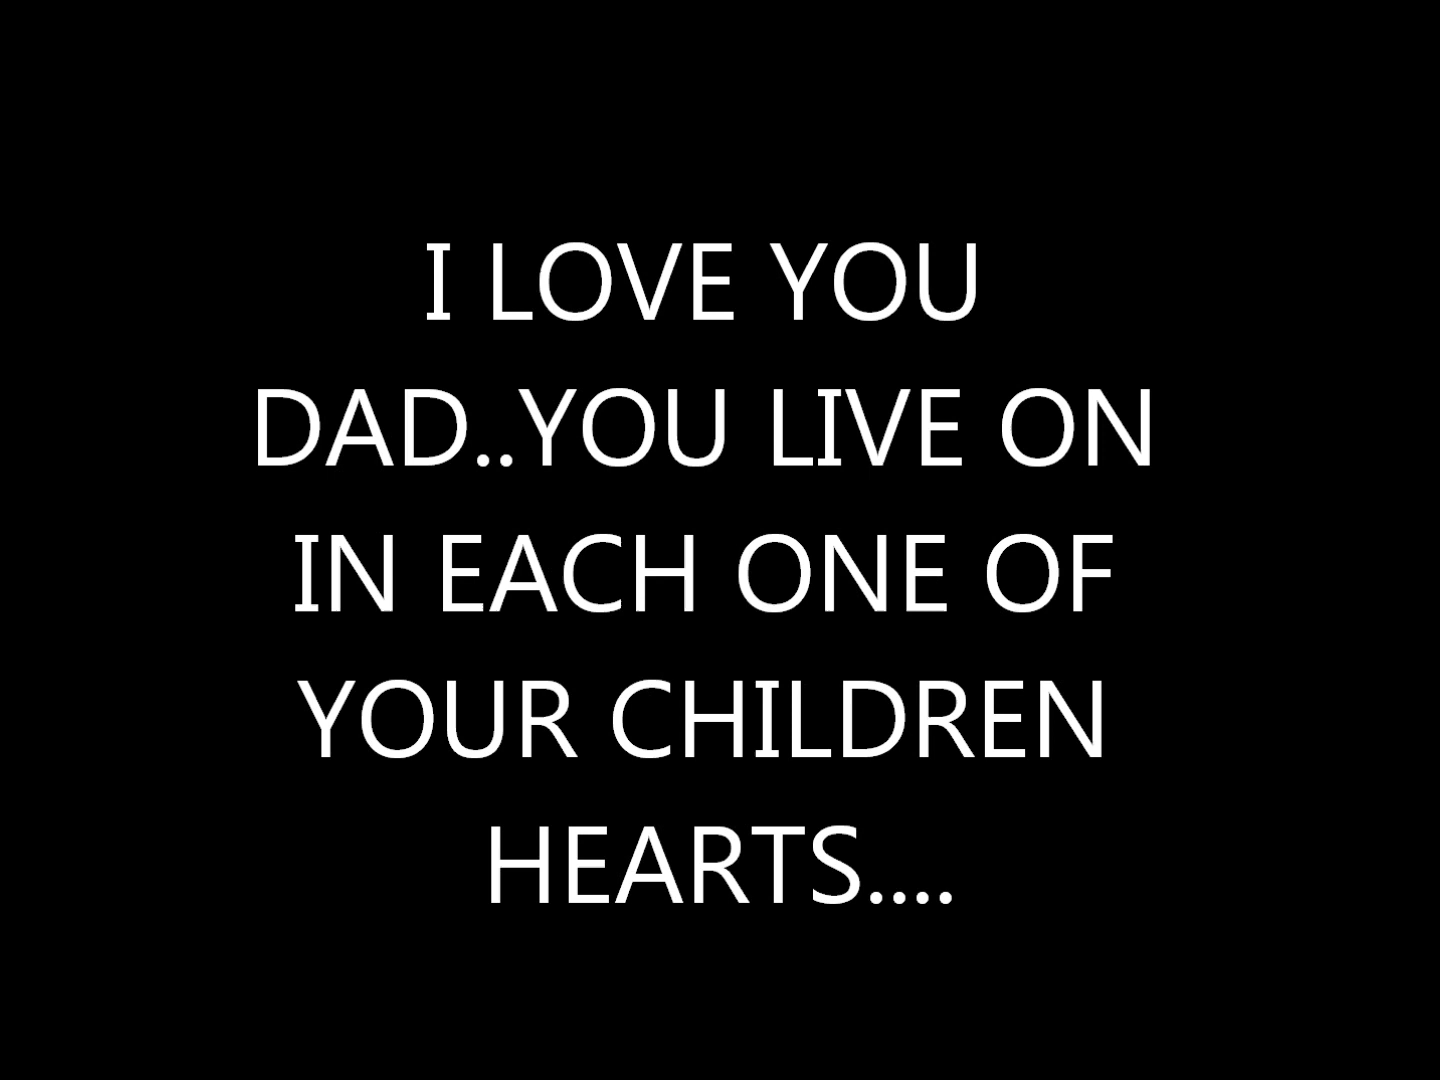 I LOVE YOU
DAD..YOU LIVE ON
IN EACH ONE OF
YOUR CHILDREN
HEARTS....